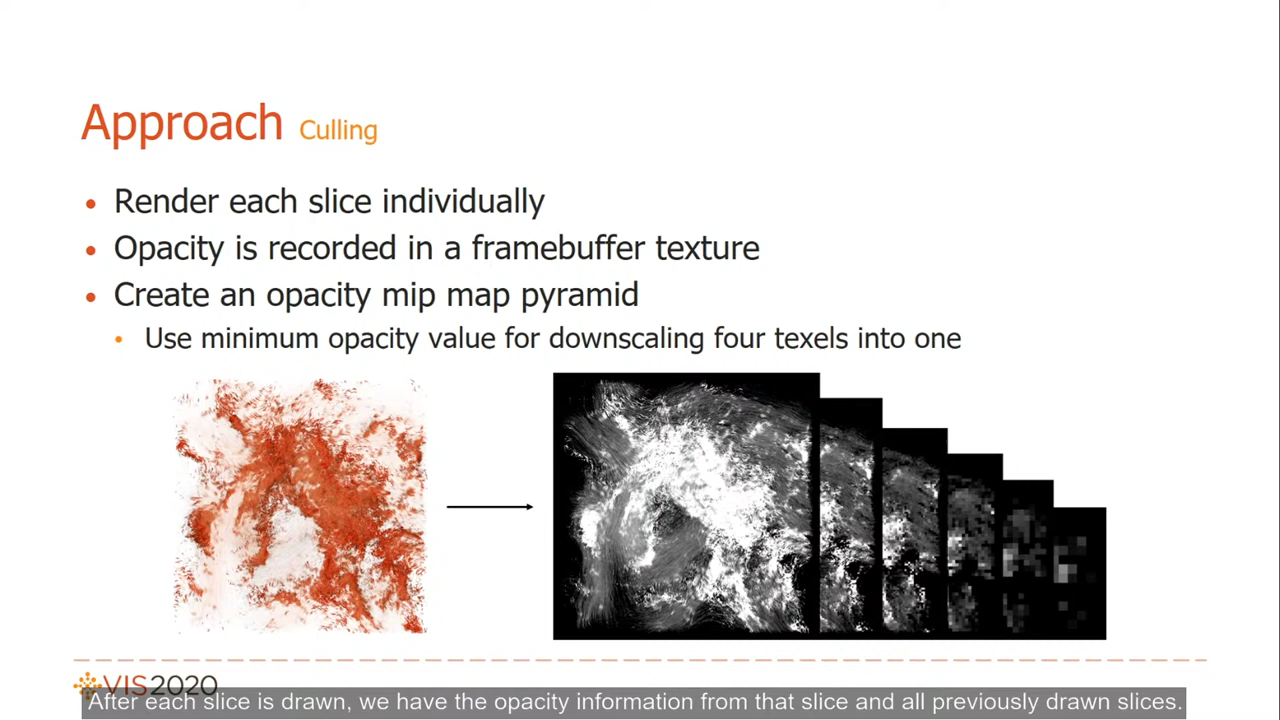 Approach Culling
• Render each slice individually
• Opacity is recorded in a framebuffer texture
• Create an opacity mip map pyramid
• Use minimum opacity value for downscaling four texels into one
VIS2020
After each slice is drawn, we have the opacity information from that slice and all previously drawn slices.